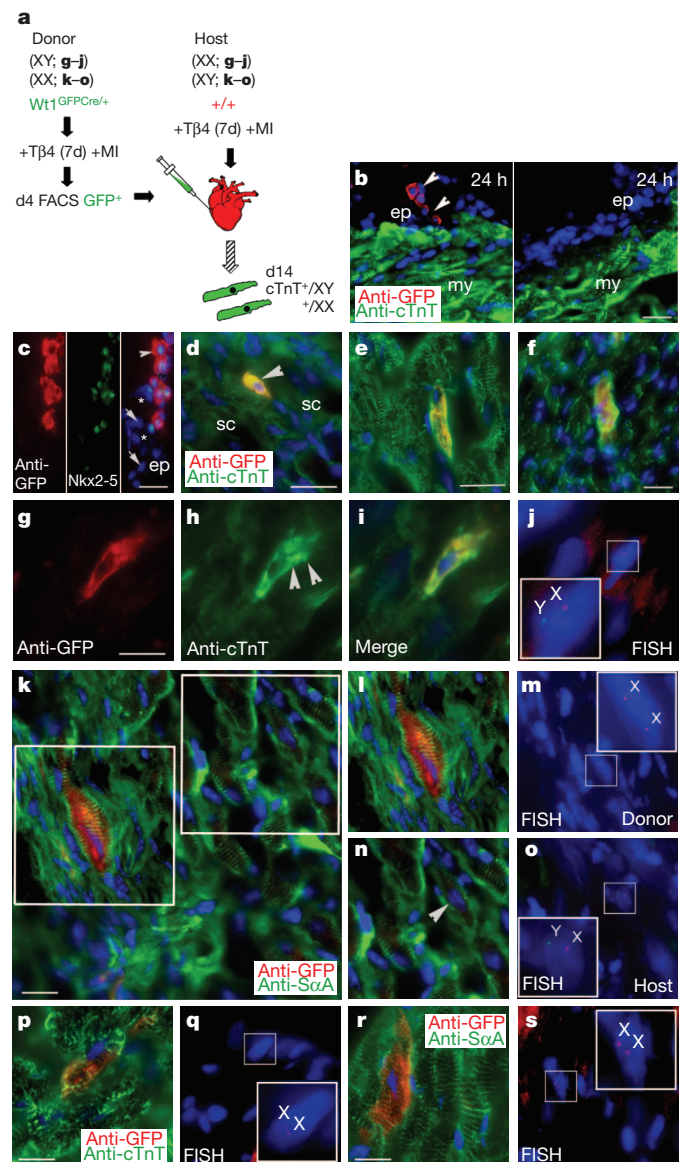 a
Donor
(XY; g–j)
(XX; k–o)
Wt1GFPCre/+
+Tβ4 (7d) +MI
d4 FACS GFP+
Host
(XX; g–j)
(XY; k–o)
+/+
+Tβ4 (7d) +MI
d14
cTnT+/XY
+/XX
b
24 h
ep
my
Anti-GFP
Anti-cTnT
24 h
ep
my
c
Anti-
GFP
Nkx2-5
*
*
ep
d
sc
sc
Anti-GFP
Anti-cTnT
e
f
g
Anti-GFP
h
Anti-cTnT
i
Merge
j
Y X
FISH
k
Anti-GFP
Anti-SαA
l
m
X
X
FISH
Donor
n
o
Y X
FISH
Host
p
Anti-GFP
Anti-cTnT
q
X
X
FISH
r
Anti-GFP
Anti-SαA
s
X
X
FISH